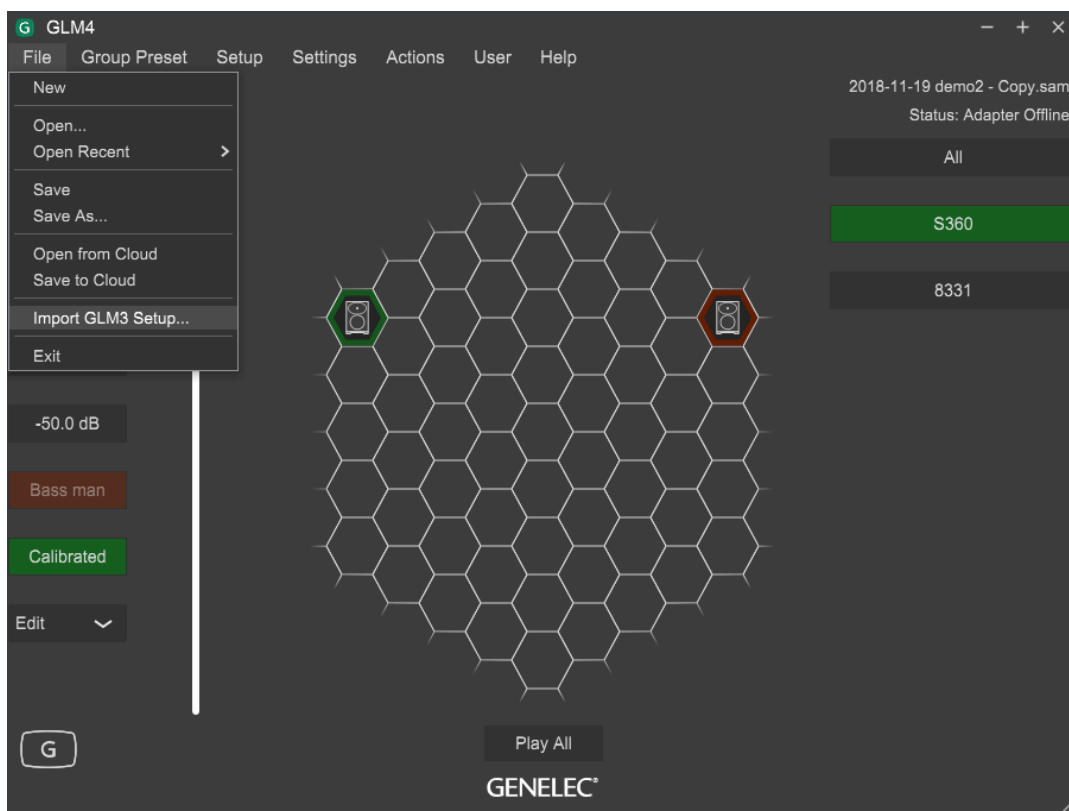 G GLM4
File Group Preset Setup Settings Actions User Help
New
Open...
Open Recent
Save
Save As...
Open from Cloud
Save to Cloud
Import GLM3 Setup...
Exit
-50.0 dB
Bass man
Calibrated
Edit
G
2018-11-19 demo2 - Copy.sam
Status: Adapter Offline
All
S360
8331
Play All
GENELEC®